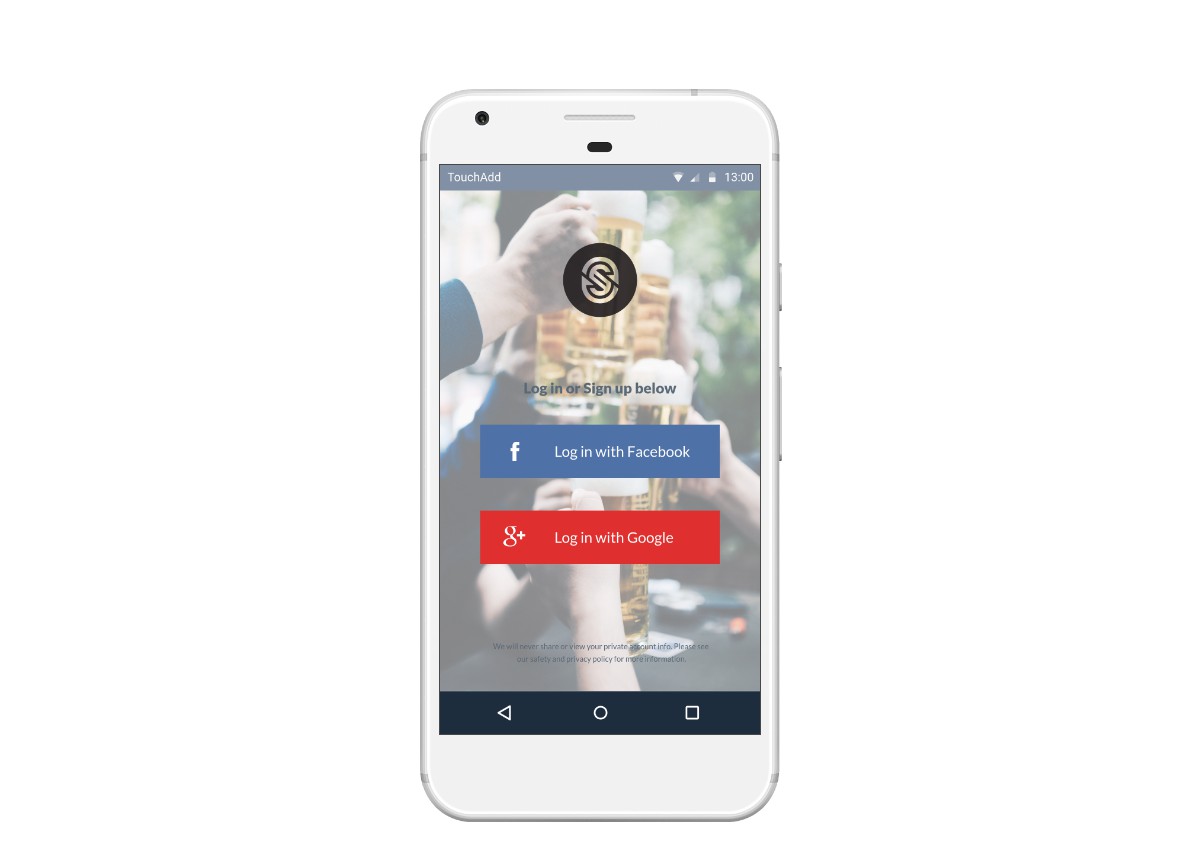 TouchAdd 13:00
Log in or Sign up below
f Log in with Facebook
g+ Log in with Google
We will never share or view your private account info. Please see
our safety and privacy policy for more information.